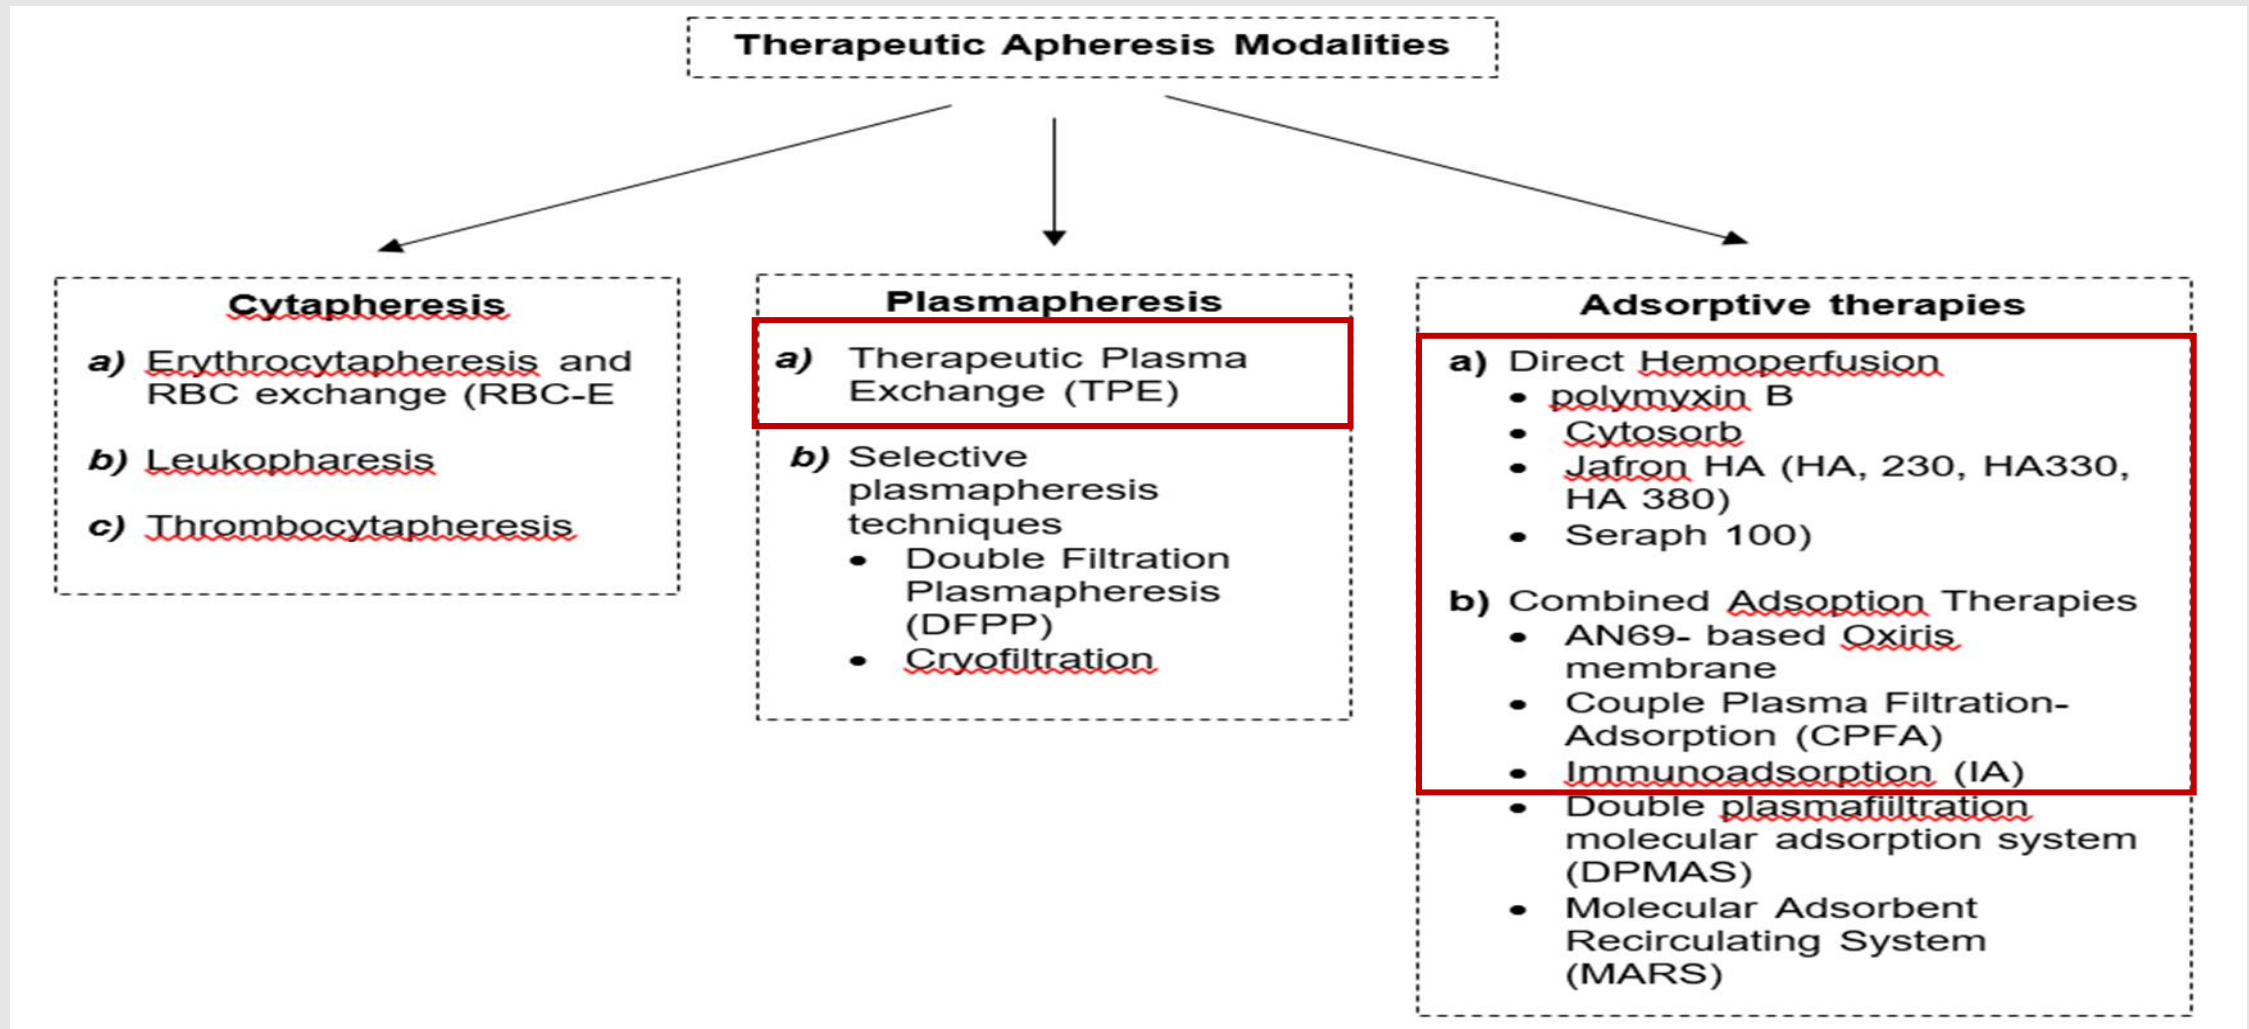 Therapeutic Apheresis Modalities
Cytapheresis
a) Erythrocytapheresis and
RBC exchange (RBC-E
b) Leukopharesis
c) Thrombocytapheresis
Plasmapheresis
a) Therapeutic Plasma
Exchange (TPE)
b) Selective
plasmapheresis
techniques
• Double Filtration
Plasmapheresis
(DFPP)
• Cryofiltration
Adsorptive therapies
a) Direct Hemoperfusion
• polymyxin B
• Cytosorb
• Jafron HA (HA, 230, HA330,
HA 380)
• Seraph 100)
b) Combined Adsoption Therapies
• AN69- based Oxiris
membrane
• Couple Plasma Filtration-
Adsorption (CPFA)
• Immunoadsorption (IA)
• Double plasmafiiltration
molecular adsorption system
(DPMAS)
• Molecular Adsorbent
Recirculating System
(MARS)